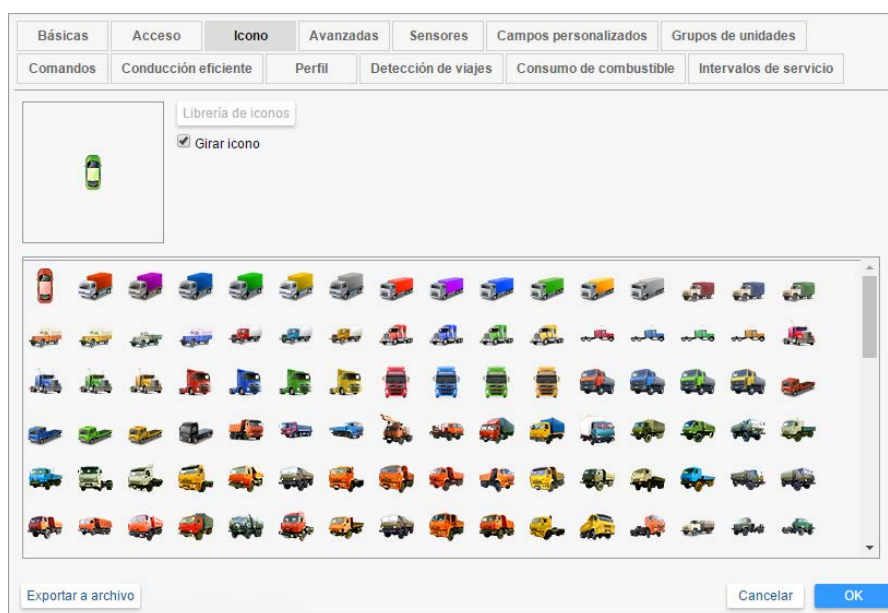 Básicas Acceso Icono Avanzadas Sensores Campos personalizados Grupos de unidades
Comandos Conducción eficiente Perfil Detección de viajes Consumo de combustible Intervalos de servicio
Librería de iconos
Girar icono
Exportar a archivo Cancelar OK